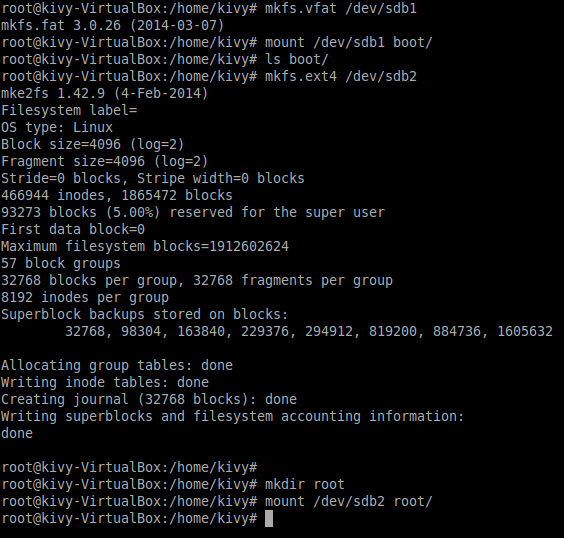 root@kivy-VirtualBox:/home/kivy# mkfs.vfat /dev/sdb1
mkfs.fat 3.0.26 (2014-03-07)
root@kivy-VirtualBox:/home/kivy# mount /dev/sdb1 boot/
root@kivy-VirtualBox:/home/kivy# ls boot/
root@kivy-VirtualBox:/home/kivy# mkfs.ext4 /dev/sdb2
mke2fs 1.42.9 (4-Feb-2014)
Filesystem label=
OS type: Linux
Block size=4096 (log=2)
Fragment size=4096 (log=2)
Stride=0 blocks, Stripe width=0 blocks
466944 inodes, 1865472 blocks
93273 blocks (5.00%) reserved for the super user
First data block=0
Maximum filesystem blocks=1912602624
57 block groups
32768 blocks per group, 32768 fragments per group
8192 inodes per group
Superblock backups stored on blocks:
        32768, 98304, 163840, 229376, 294912, 819200, 884736, 1605632

Allocating group tables: done
Writing inode tables: done
Creating journal (32768 blocks): done
Writing superblocks and filesystem accounting information:
done

root@kivy-VirtualBox:/home/kivy#
root@kivy-VirtualBox:/home/kivy# mkdir root
root@kivy-VirtualBox:/home/kivy# mount /dev/sdb2 root/
root@kivy-VirtualBox:/home/kivy#